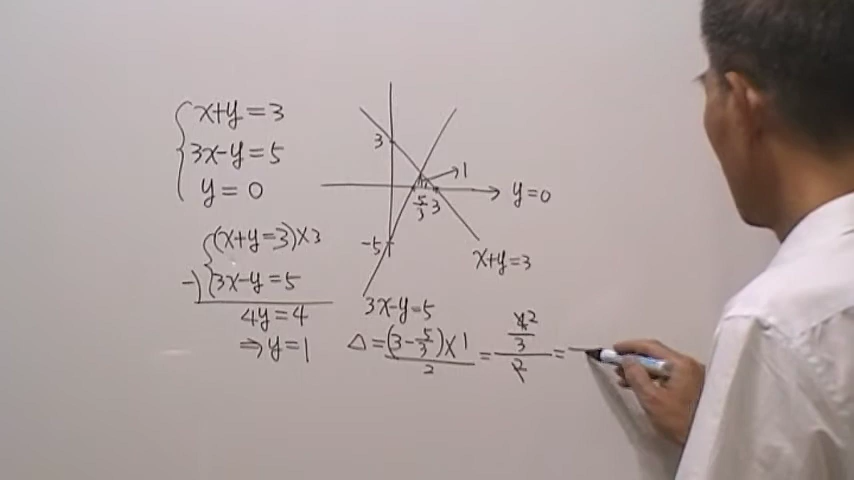 x+y=3
3x-y=5
y=0
(x+y=3)×3
-) 3x-y=5
4y=4
⇒y=1
3
1
5/3 3
y=0
-5
x+y=3
3x-y=5
△=(3-5/3)×1/2=(4/3)/2=
2